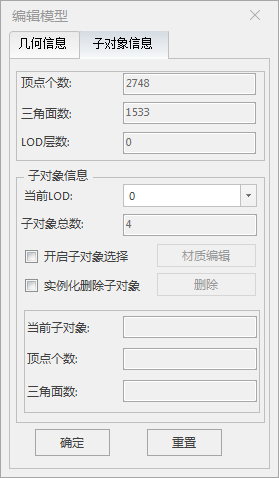 编辑模型
几何信息 子对象信息
顶点个数: 2748
三角面数: 1533
LOD层数: 0
子对象信息
当前LOD: 0
子对象总数: 4
开启子对象选择 材质编辑
实例化删除子对象 删除
当前子对象:
顶点个数:
三角面数:
确定 重置